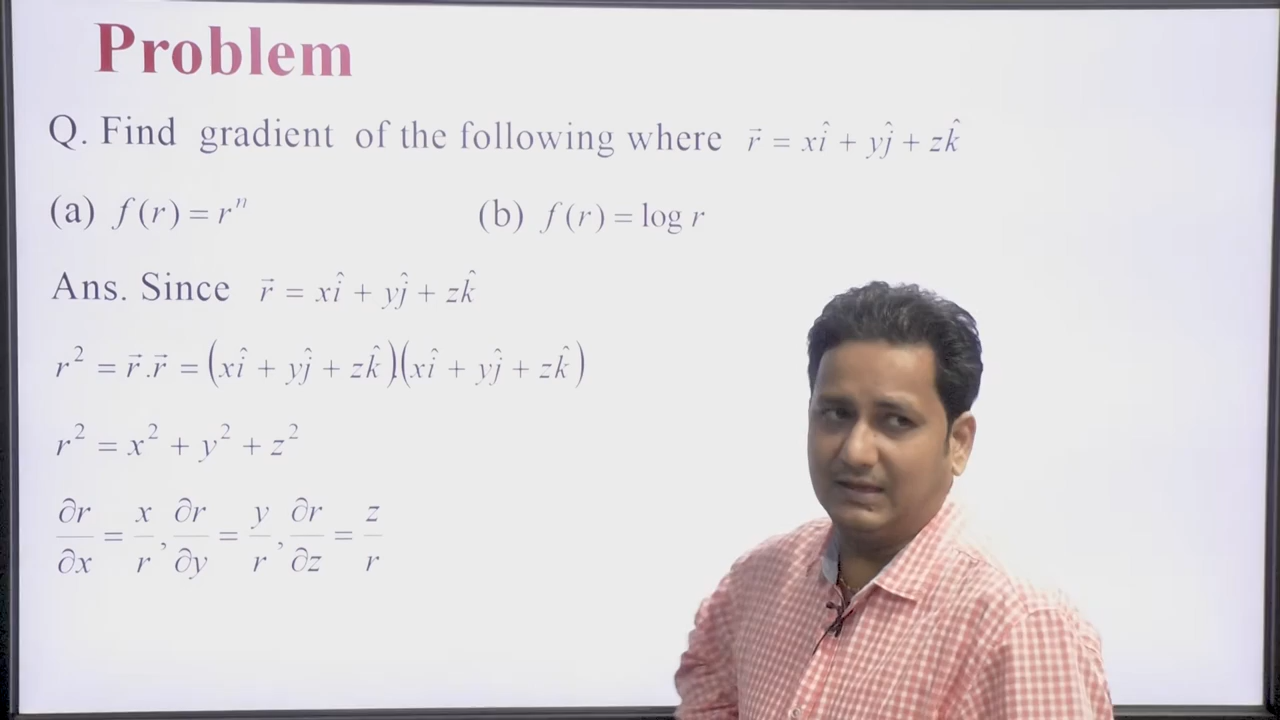 Problem
Q. Find gradient of the following where r⃗ = xî + yĵ + zk̂
(a) f(r) = rⁿ (b) f(r) = log r
Ans. Since r⃗ = xî + yĵ + zk̂
r² = r⃗.r⃗ = (xî + yĵ + zk̂).(xî + yĵ + zk̂)
r² = x² + y² + z²
∂r/∂x = x/r, ∂r/∂y = y/r, ∂r/∂z = z/r